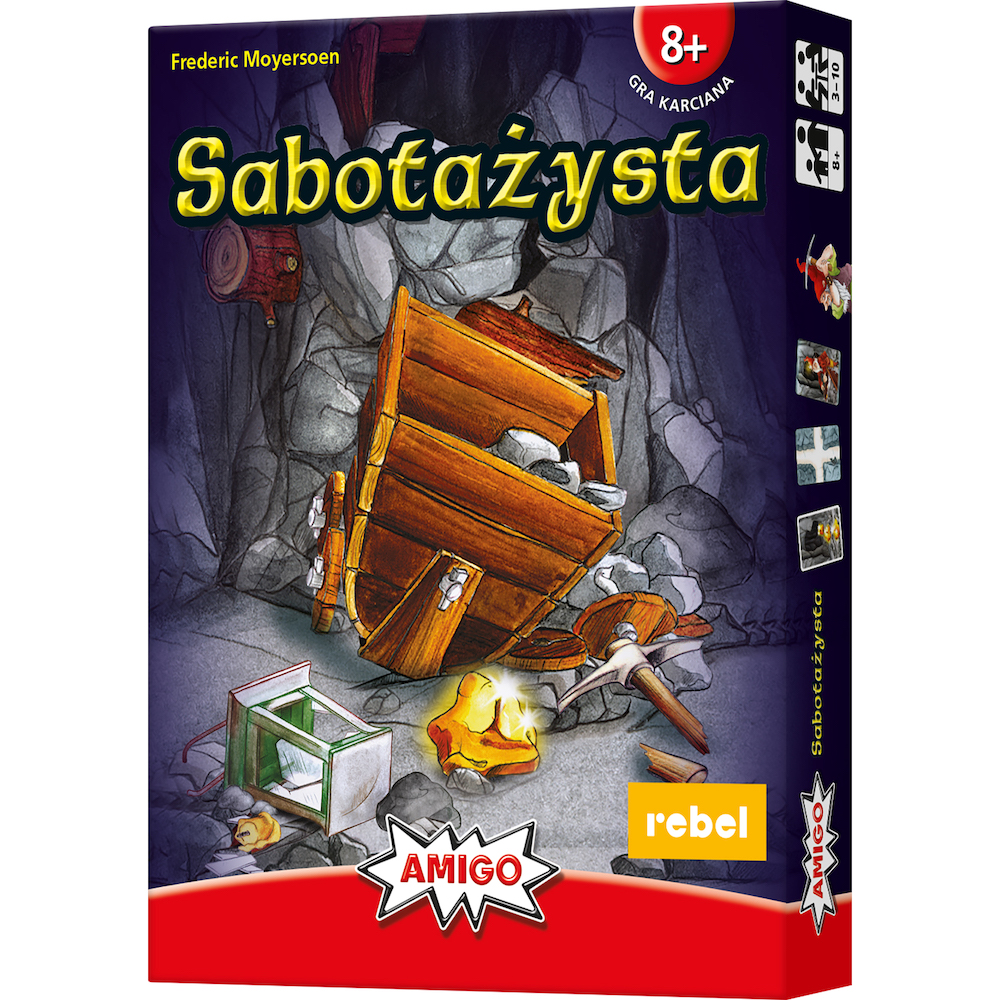 Frederic Moyersoen
8+
GRA KARCIANA
Sabotażysta
rebel
AMIGO
3–10
8+
Sabotażysta
AMIGO